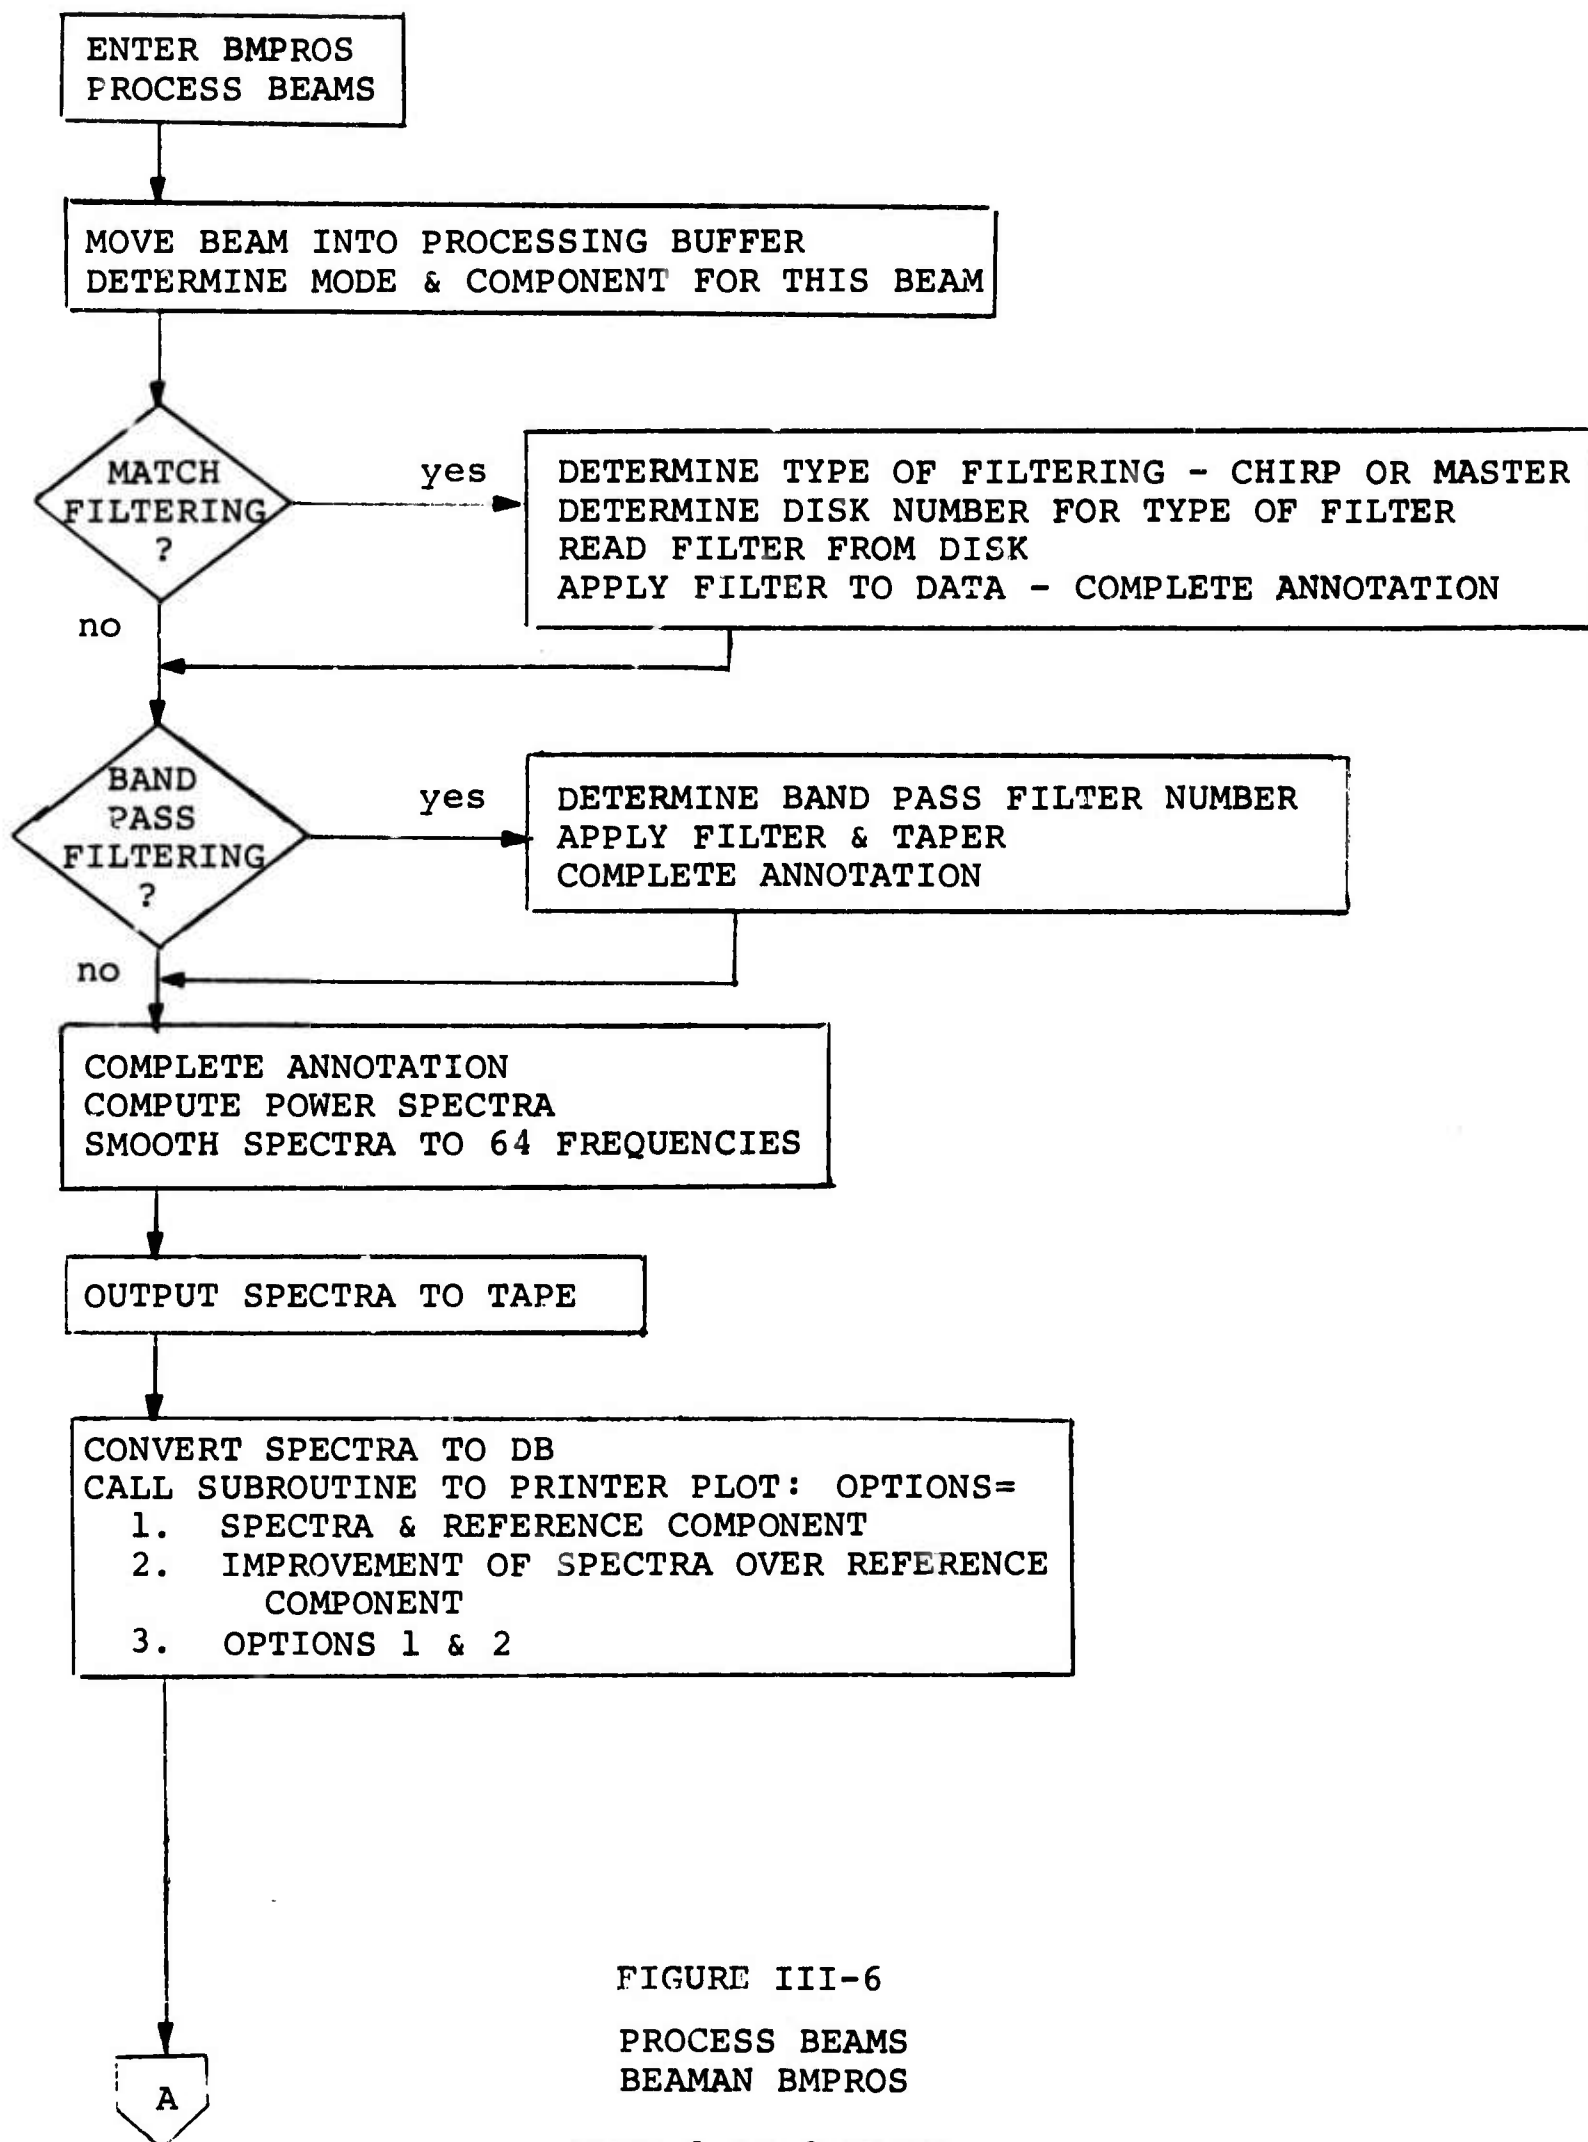 ENTER BMPROS
PROCESS BEAMS
MOVE BEAM INTO PROCESSING BUFFER
DETERMINE MODE & COMPONENT FOR THIS BEAM
MATCH
FILTERING
?
yes
DETERMINE TYPE OF FILTERING - CHIRP OR MASTER
DETERMINE DISK NUMBER FOR TYPE OF FILTER
READ FILTER FROM DISK
APPLY FILTER TO DATA - COMPLETE ANNOTATION
no
BAND
PASS
FILTERING
?
yes
DETERMINE BAND PASS FILTER NUMBER
APPLY FILTER & TAPER
COMPLETE ANNOTATION
no
COMPLETE ANNOTATION
COMPUTE POWER SPECTRA
SMOOTH SPECTRA TO 64 FREQUENCIES
OUTPUT SPECTRA TO TAPE
CONVERT SPECTRA TO DB
CALL SUBROUTINE TO PRINTER PLOT: OPTIONS=
1. SPECTRA & REFERENCE COMPONENT
2. IMPROVEMENT OF SPECTRA OVER REFERENCE
COMPONENT
3. OPTIONS 1 & 2
A
FIGURE III-6
PROCESS BEAMS
BEAMAN BMPROS